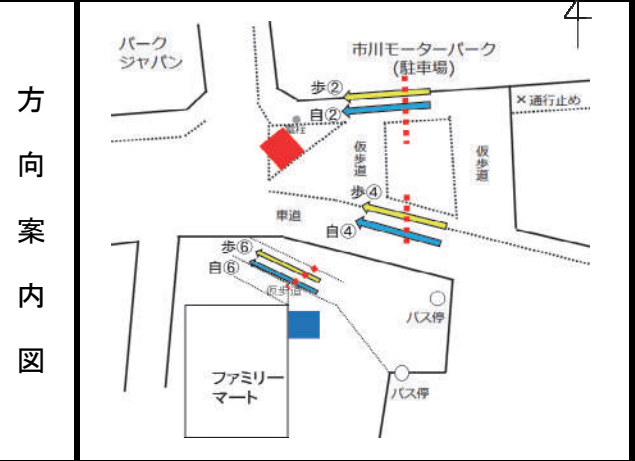 方向案内図
パーク
ジャパン
市川モーターパーク
(駐車場)
歩②
自②
×通行止め
電柱
仮歩道
仮歩道
歩④
車道
自④
歩⑥
自⑥
仮歩道
バス停
ファミリー
マート
バス停